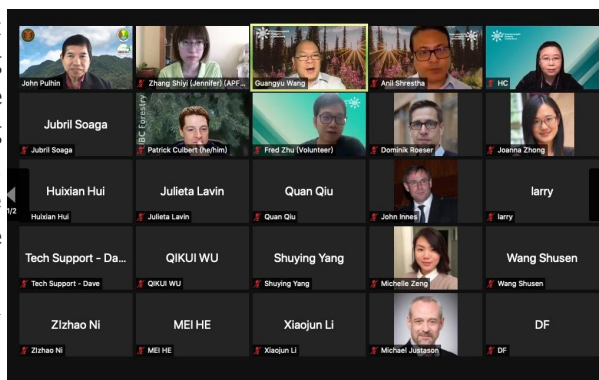 John Pulhin
Zhang Shiyi (Jennifer) (APF...
Guangyu Wang
Anil Shrestha
HC
Jubril Soaga
Jubril Soaga
BC Forestry
Patrick Culbert (he/him)
Fred Zhu (Volunteer)
Dominik Roeser
Joanna Zhong
Huixian Hui
Julieta Lavin
Quan Qiu
larry
1/2
Huixian Hui
Julieta Lavin
Quan Qiu
John Innes
larry
Tech Support - Da...
QIKUI WU
Shuying Yang
Wang Shusen
Tech Support - Dave
QIKUI WU
Shuying Yang
Michelle Zeng
Wang Shusen
ZIzhao Ni
MEI HE
Xiaojun Li
DF
ZIzhao Ni
MEI HE
Xiaojun Li
Michael Justason
DF